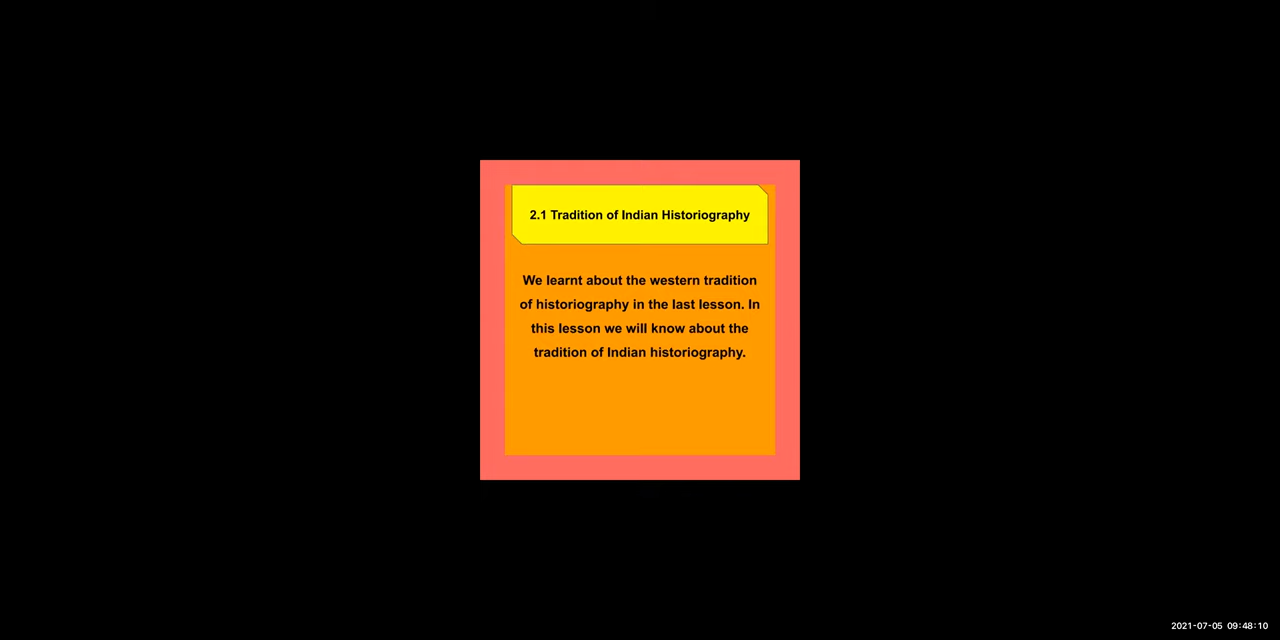 2.1 Tradition of Indian Historiography
We learnt about the western tradition
of historiography in the last lesson. In
this lesson we will know about the
tradition of Indian historiography.
2021-07-05 09:48:10